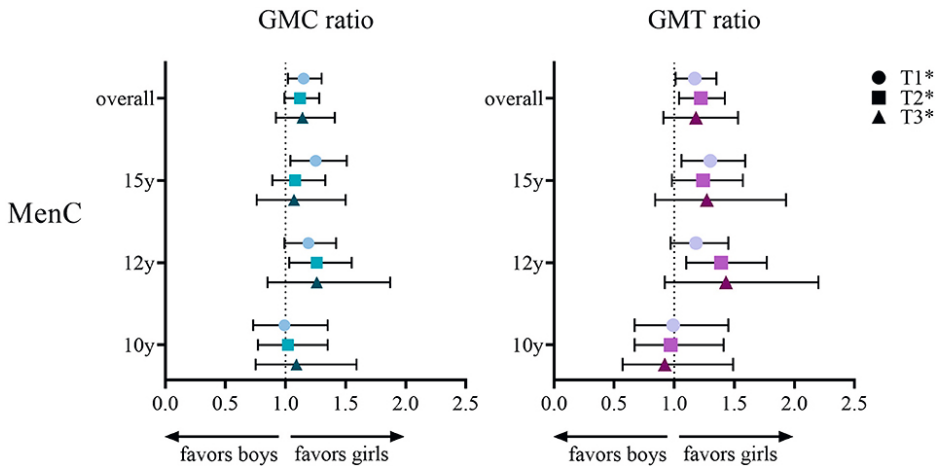 GMC ratio
GMT ratio
MenC
overall
15y
12y
10y
0.0 0.5 1.0 1.5 2.0 2.5
favors boys favors girls
overall
15y
12y
10y
0.0 0.5 1.0 1.5 2.0 2.5
favors boys favors girls
T1*
T2*
T3*